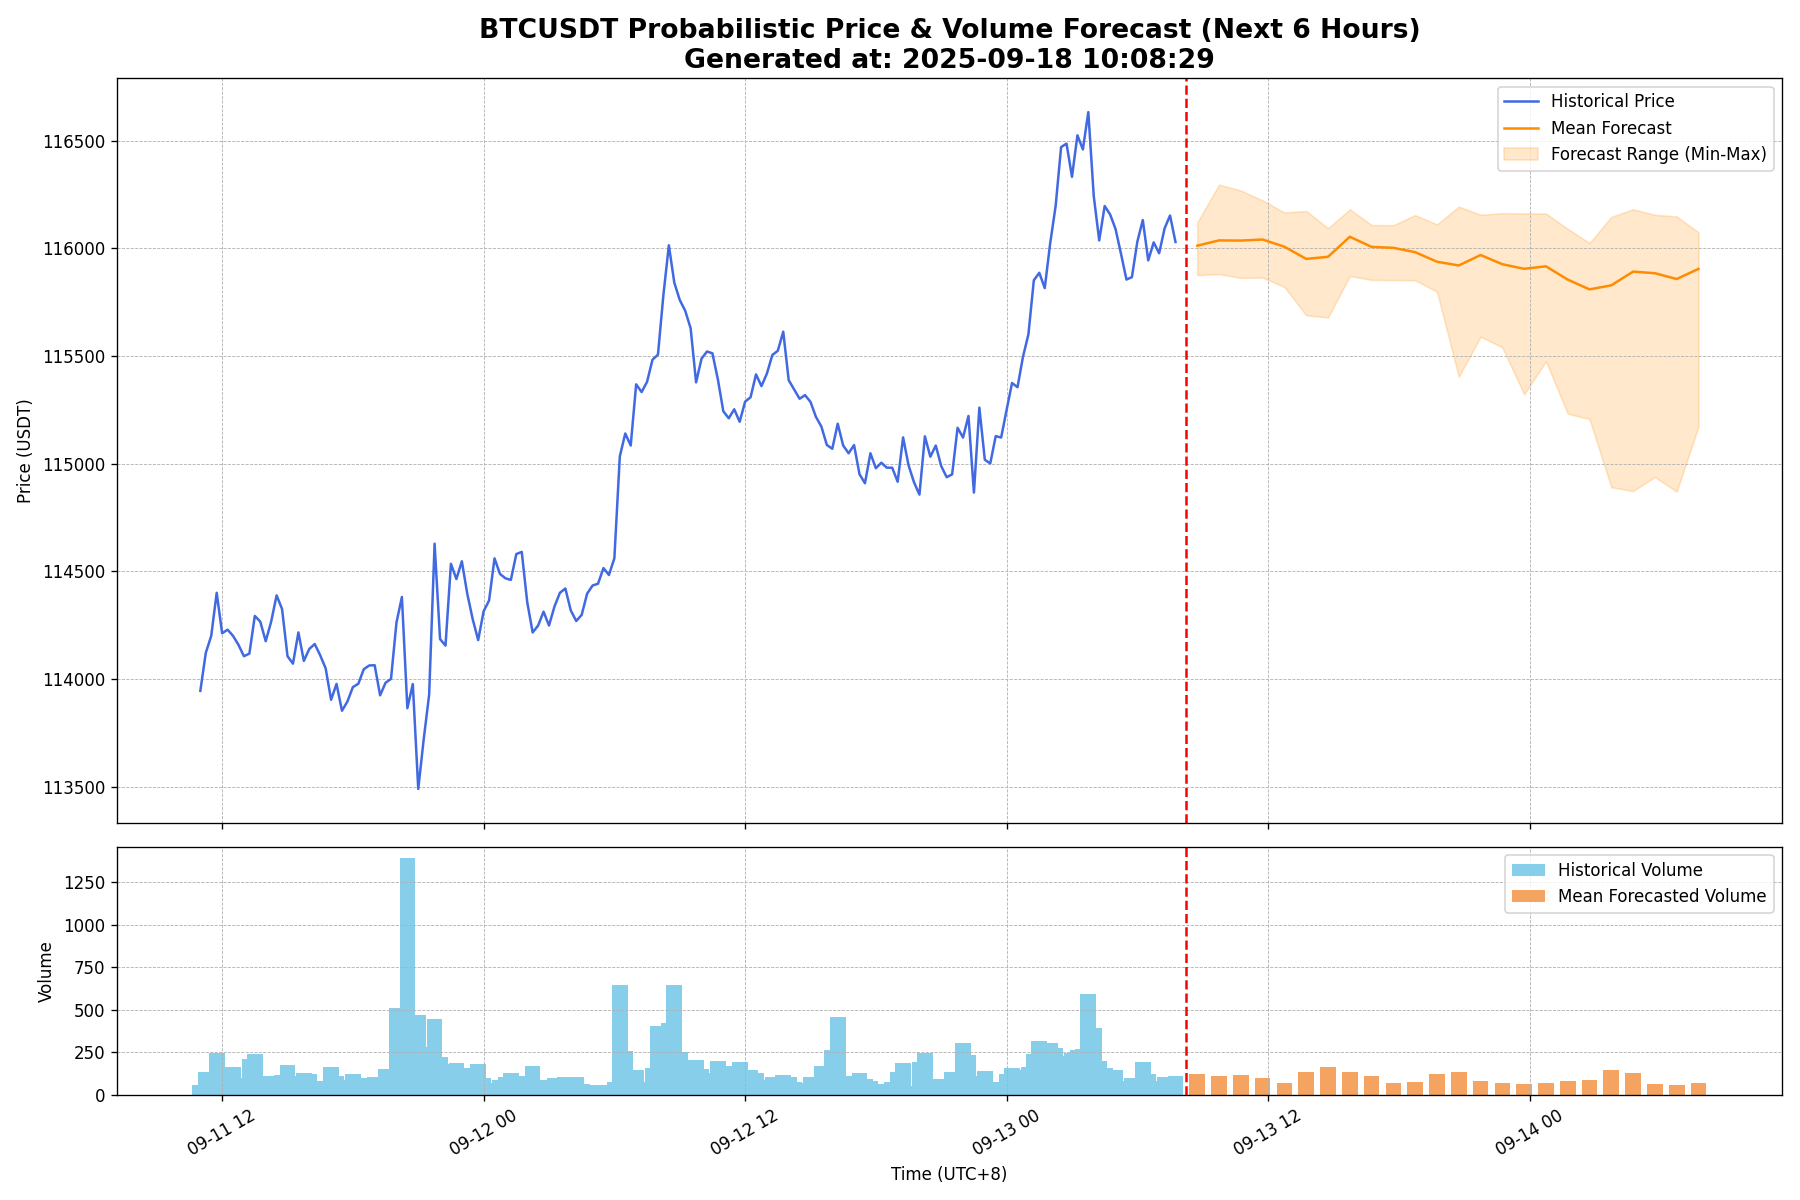 BTCUSDT Probabilistic Price & Volume Forecast (Next 6 Hours)
Generated at: 2025-09-18 10:08:29
Historical Price
Mean Forecast
Forecast Range (Min-Max)
116500
116000
115500
115000
114500
114000
113500
Price (USDT)
Historical Volume
Mean Forecasted Volume
1250
1000
750
500
250
0
Volume
09-11 12
09-12 00
09-12 12
09-13 00
09-13 12
09-14 00
Time (UTC+8)